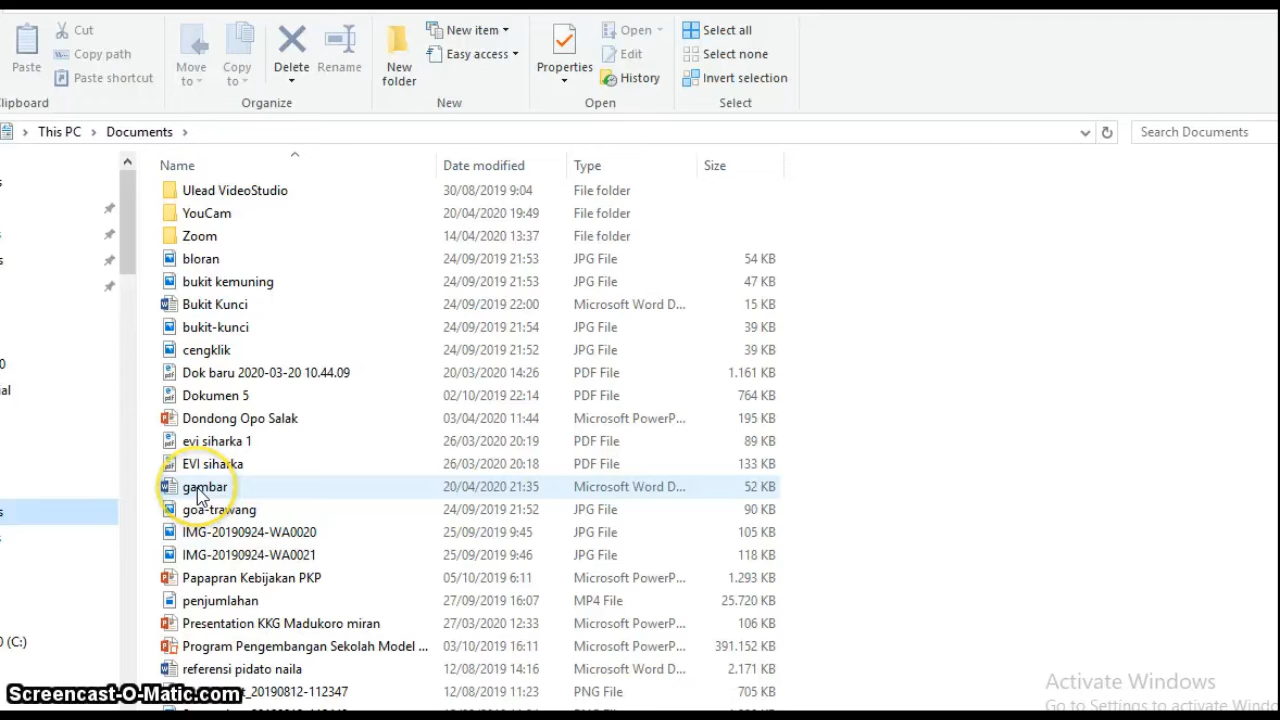 Cut
Copy path
Paste shortcut
Paste
lipboard
Move to
Copy to
Delete
Rename
Organize
New folder
New item
Easy access
New
Properties
Open
Edit
History
Open
Select all
Select none
Invert selection
Select
This PC > Documents >
Search Documents
Name Date modified Type Size
Ulead VideoStudio 30/08/2019 9:04 File folder
YouCam 20/04/2020 19:49 File folder
Zoom 14/04/2020 13:37 File folder
bloran 24/09/2019 21:53 JPG File 54 KB
bukit kemuning 24/09/2019 21:53 JPG File 47 KB
Bukit Kunci 24/09/2019 22:00 Microsoft Word D... 15 KB
bukit-kunci 24/09/2019 21:54 JPG File 39 KB
cengklik 24/09/2019 21:52 JPG File 39 KB
Dok baru 2020-03-20 10.44.09 20/03/2020 14:26 PDF File 1.161 KB
Dokumen 5 02/10/2019 22:14 PDF File 764 KB
Dondong Opo Salak 03/04/2020 11:44 Microsoft PowerP... 195 KB
evi siharka 1 26/03/2020 20:19 PDF File 89 KB
EVI siharka 26/03/2020 20:18 PDF File 133 KB
gambar 20/04/2020 21:35 Microsoft Word D... 52 KB
goa-trawang 24/09/2019 21:52 JPG File 90 KB
IMG-20190924-WA0020 25/09/2019 9:45 JPG File 105 KB
IMG-20190924-WA0021 25/09/2019 9:46 JPG File 118 KB
Papapran Kebijakan PKP 05/10/2019 6:11 Microsoft PowerP... 1.293 KB
penjumlahan 27/09/2019 16:07 MP4 File 25.720 KB
Presentation KKG Madukoro miran 27/03/2020 12:33 Microsoft PowerP... 106 KB
Program Pengembangan Sekolah Model ... 03/10/2019 16:11 Microsoft PowerP... 391.152 KB
referensi pidato naila 12/08/2019 14:16 Microsoft Word D... 2.171 KB
t_20190812-112347 12/08/2019 11:23 PNG File 705 KB
0 (C:)
Activate Windows
Go to Settings to activate Windo
Screencast-O-Matic.com